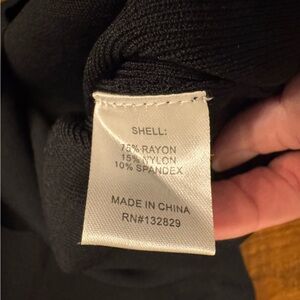 SHELL:
75% RAYON
15% NYLON
10% SPANDEX
MADE IN CHINA
RN#132829